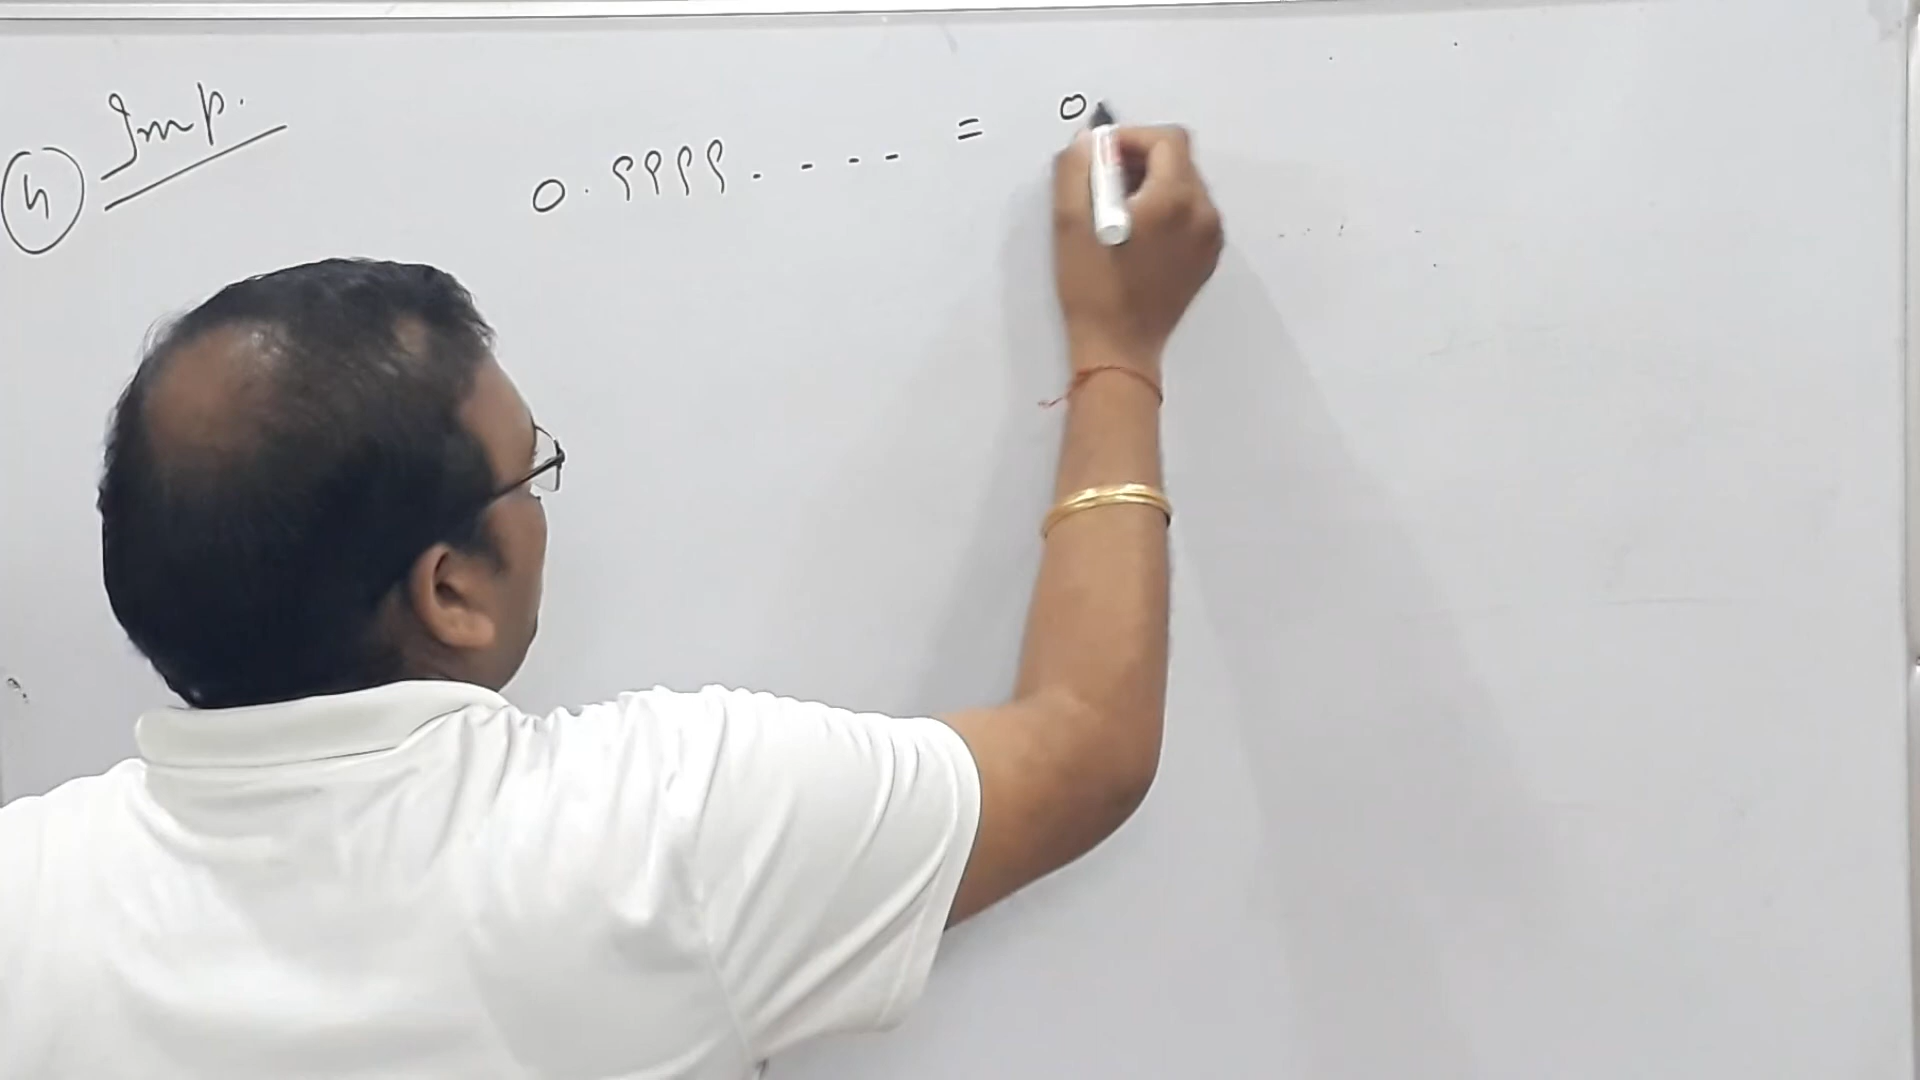 (4) Imp. 0.9999..... = 0